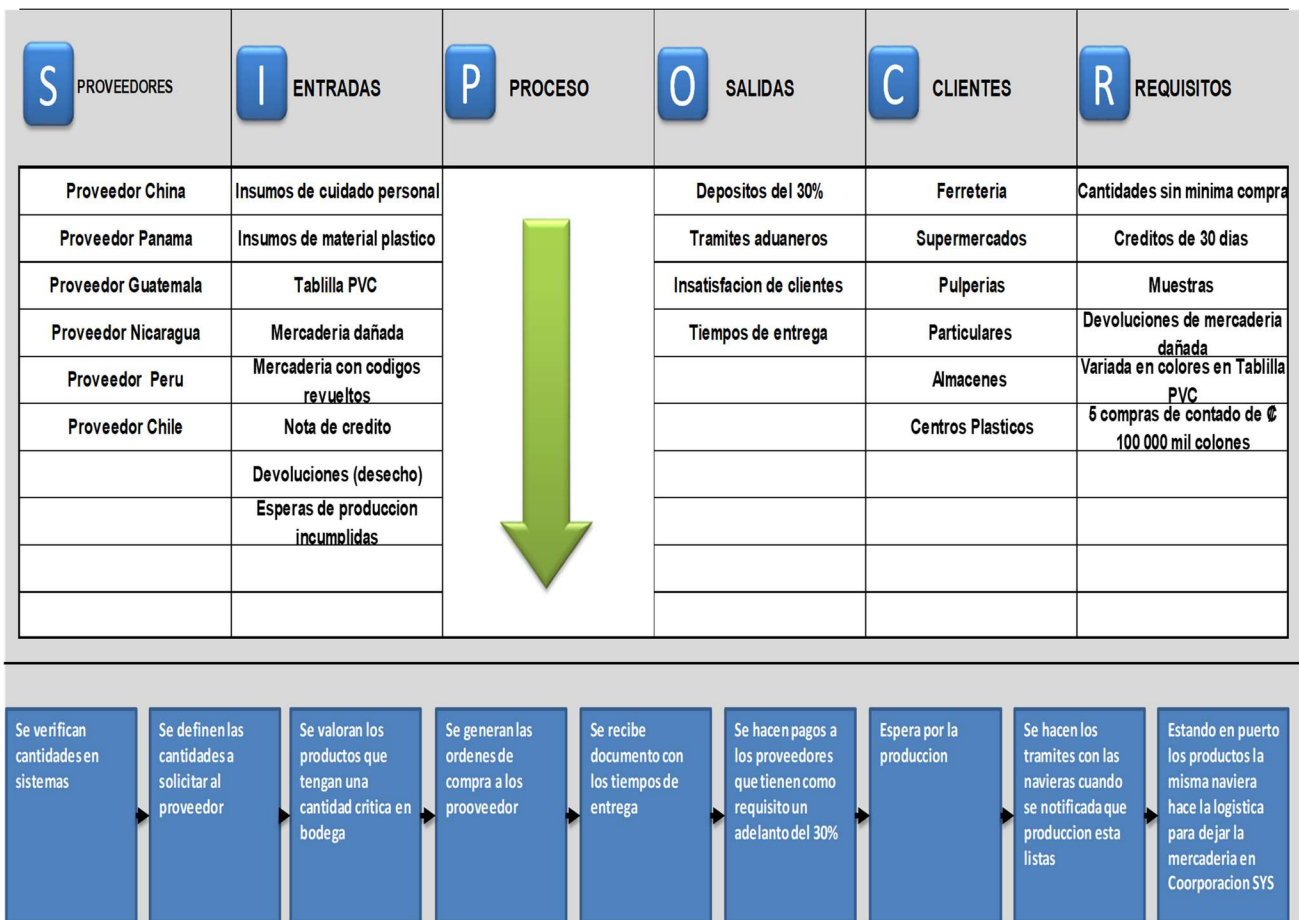 S PROVEEDORES
I ENTRADAS
P PROCESO
O SALIDAS
C CLIENTES
R REQUISITOS
Proveedor China
Insumos de cuidado personal
Depositos del 30%
Ferreteria
Cantidades sin minima compra
Proveedor Panama
Insumos de material plastico
Tramites aduaneros
Supermercados
Creditos de 30 dias
Proveedor Guatemala
Tablilla PVC
Insatisfacion de clientes
Pulperias
Muestras
Proveedor Nicaragua
Mercaderia dañada
Tiempos de entrega
Particulares
Devoluciones de mercaderia
dañada
Proveedor Peru
Mercaderia con codigos
revueltos
Almacenes
Variada en colores en Tablilla
PVC
Proveedor Chile
Nota de credito
Centros Plasticos
5 compras de contado de ₡
100 000 mil colones
Devoluciones (desecho)
Esperas de produccion
incumplidas
Se verifican
cantidades en
sistemas
Se definen las
cantidades a
solicitar al
proveedor
Se valoran los
productos que
tengan una
cantidad critica en
bodega
Se generan las
ordenes de
compra a los
prooveedor
Se recibe
documento con
los tiempos de
entrega
Se hacen pagos a
los proveedores
que tienen como
requisito un
adelanto del 30%
Espera por la
produccion
Se hacen los
tramites con las
navieras cuando
se notificada que
produccion esta
listas
Estando en puerto
los productos la
misma naviera
hace la logistica
para dejar la
mercaderia en
Coorporacion SYS